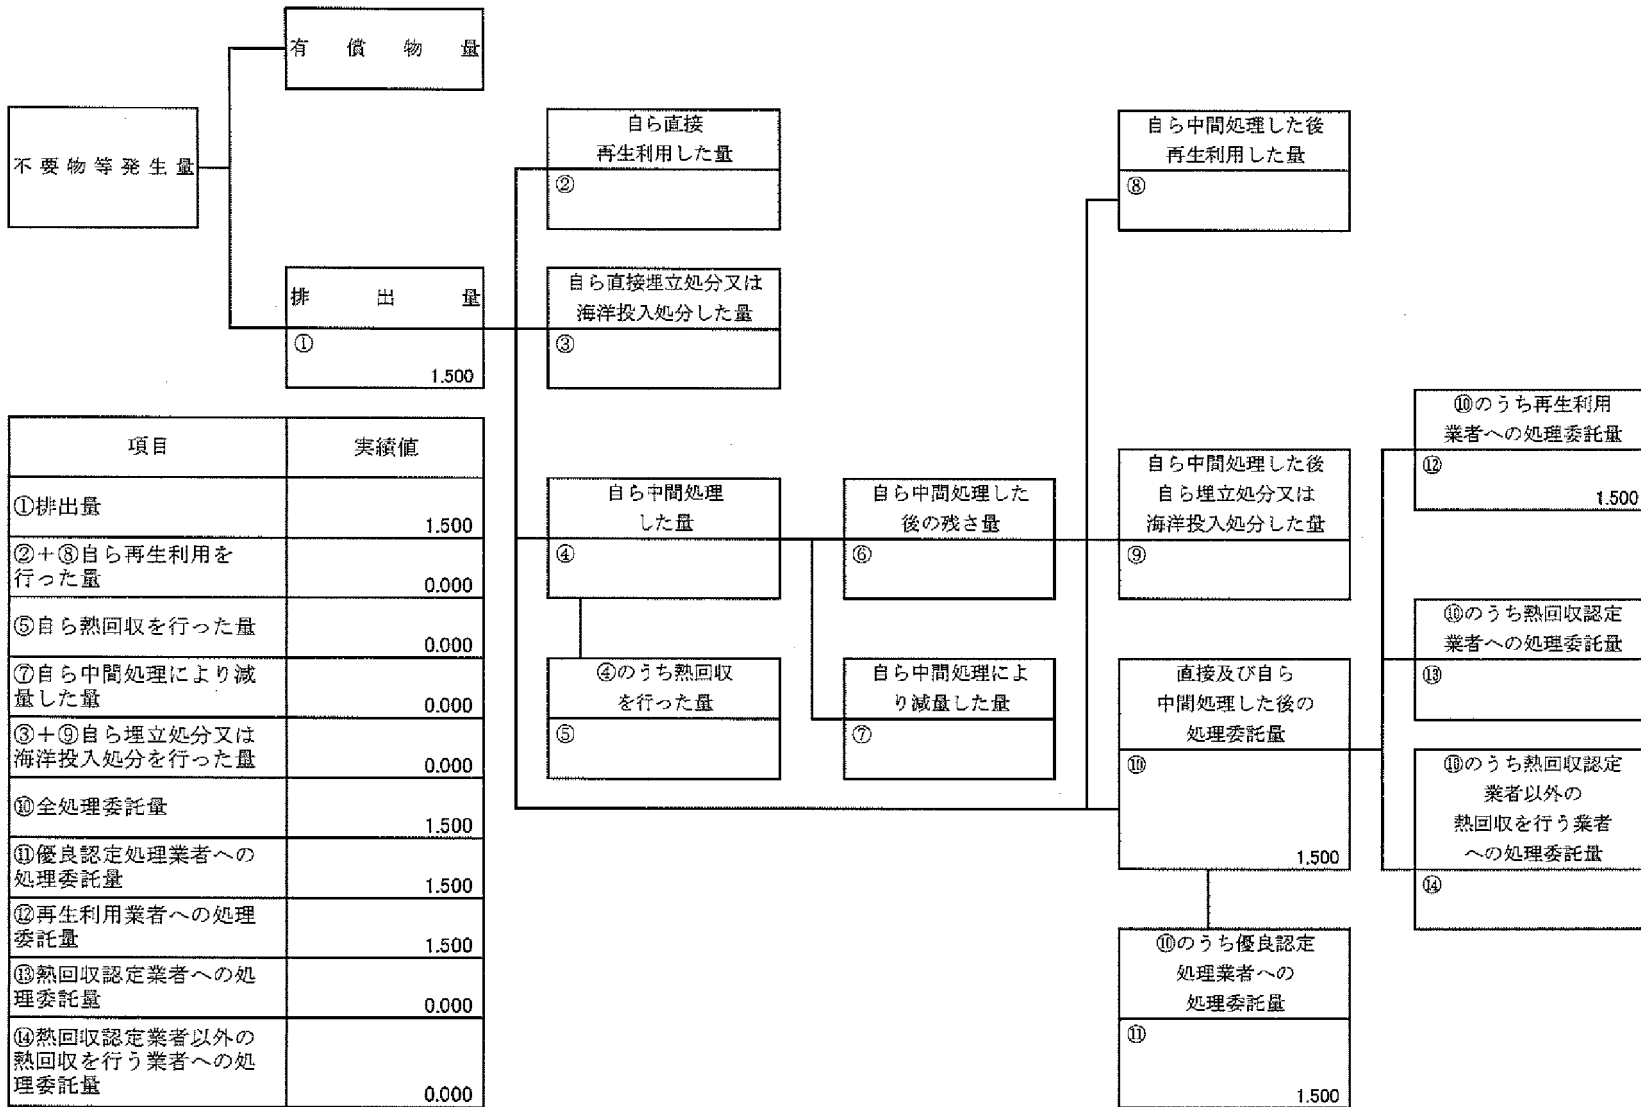 有償物量
不要物等発生量
排出量
①
1.500
自ら直接
再生利用した量
②
自ら直接埋立処分又は
海洋投入処分した量
③
自ら中間処理
した量
④
④のうち熱回収
を行った量
⑤
自ら中間処理した
後の残さ量
⑥
自ら中間処理によ
り減量した量
⑦
自ら中間処理した後
再生利用した量
⑧
自ら中間処理した後
自ら埋立処分又は
海洋投入処分した量
⑨
直接及び自ら
中間処理した後の
処理委託量
⑩
1.500
⑩のうち優良認定
処理業者への
処理委託量
⑪
1.500
⑩のうち再生利用
業者への処理委託量
⑫
1.500
⑩のうち熱回収認定
業者への処理委託量
⑬
⑩のうち熱回収認定
業者以外の
熱回収を行う業者
への処理委託量
⑭
項目 実績値
①排出量
1.500
②+⑧自ら再生利用を
行った量
0.000
⑤自ら熱回収を行った量
0.000
⑦自ら中間処理により減
量した量
0.000
③+⑨自ら埋立処分又は
海洋投入処分を行った量
0.000
⑩全処理委託量
1.500
⑪優良認定処理業者への
処理委託量
1.500
⑫再生利用業者への処理
委託量
1.500
⑬熱回収認定業者への処
理委託量
0.000
⑭熱回収認定業者以外の
熱回収を行う業者への処
理委託量
0.000